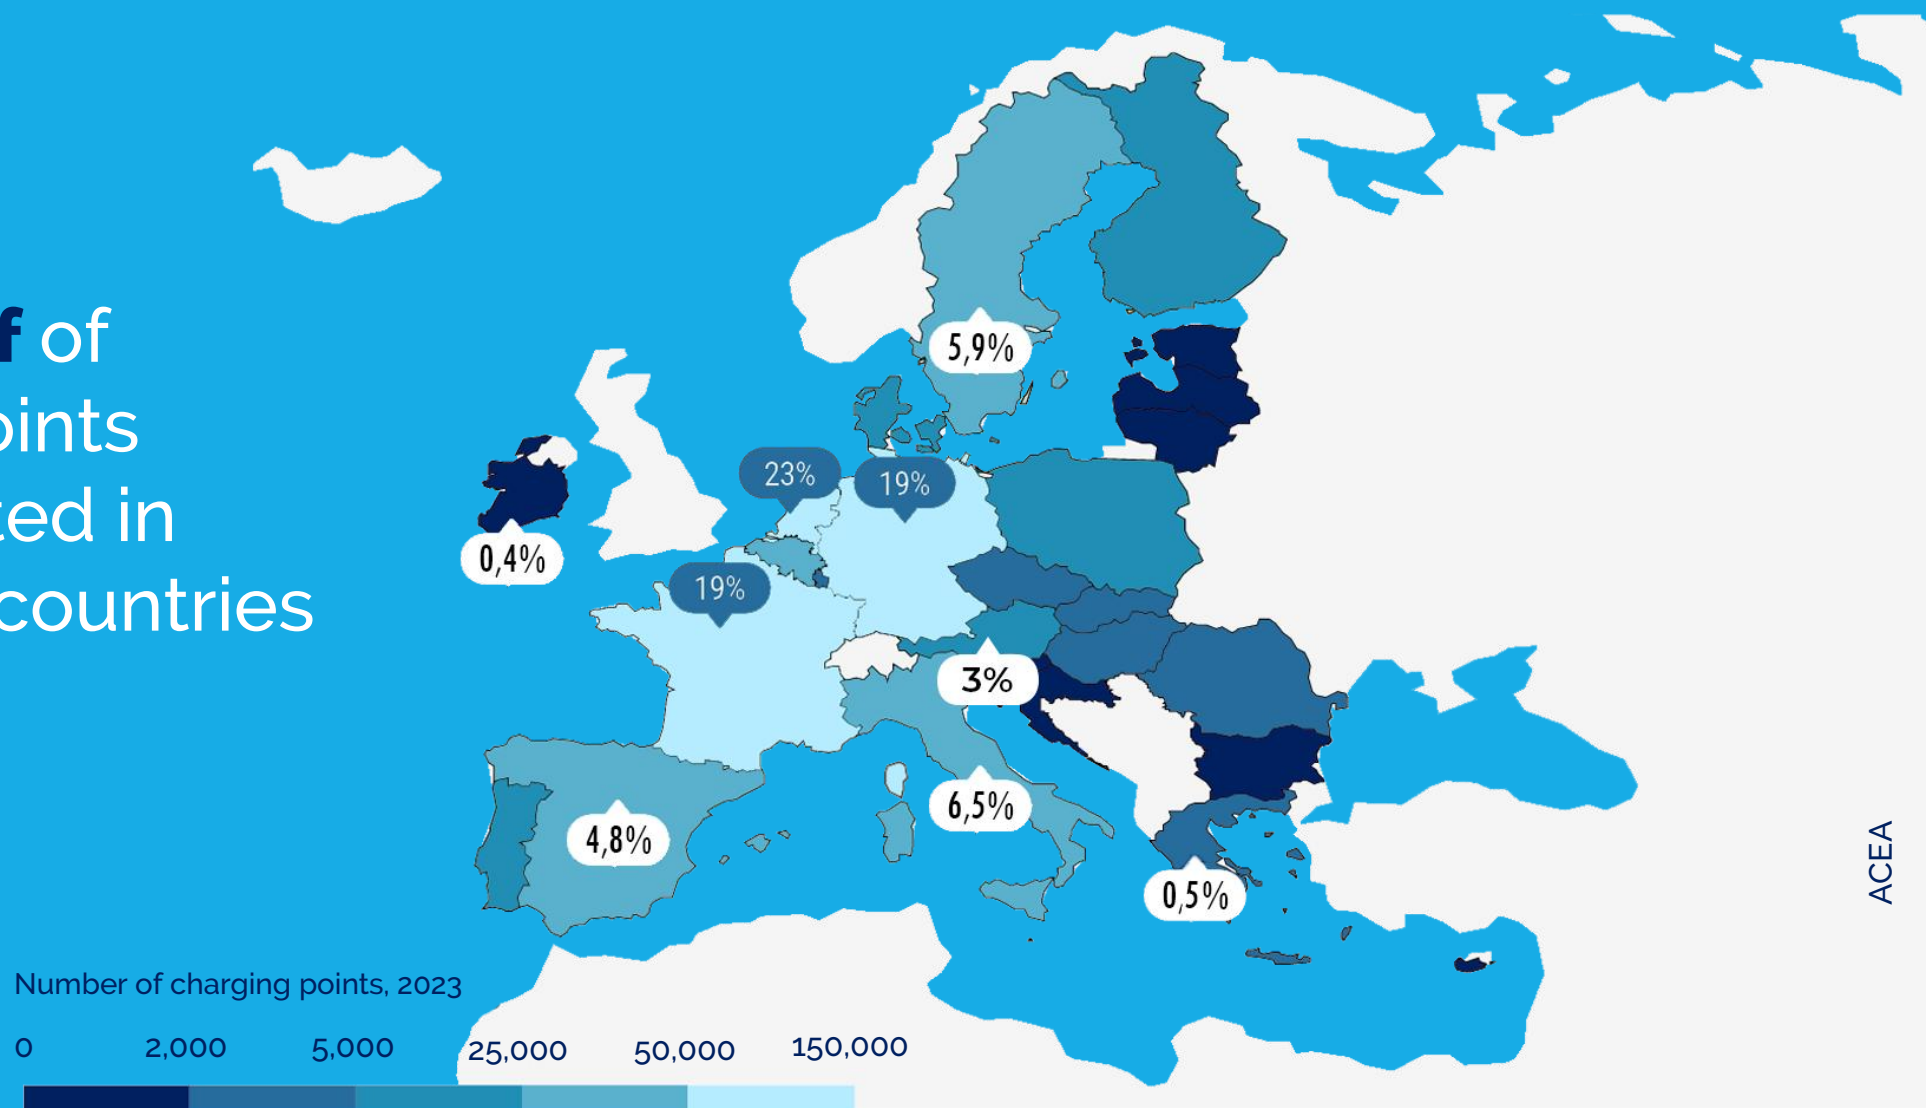 f of
oints
ted in
countries
5,9%
23%
19%
0,4%
19%
3%
6,5%
4,8%
0,5%
ACEA
Number of charging points, 2023
0 2,000 5,000 25,000 50,000 150,000